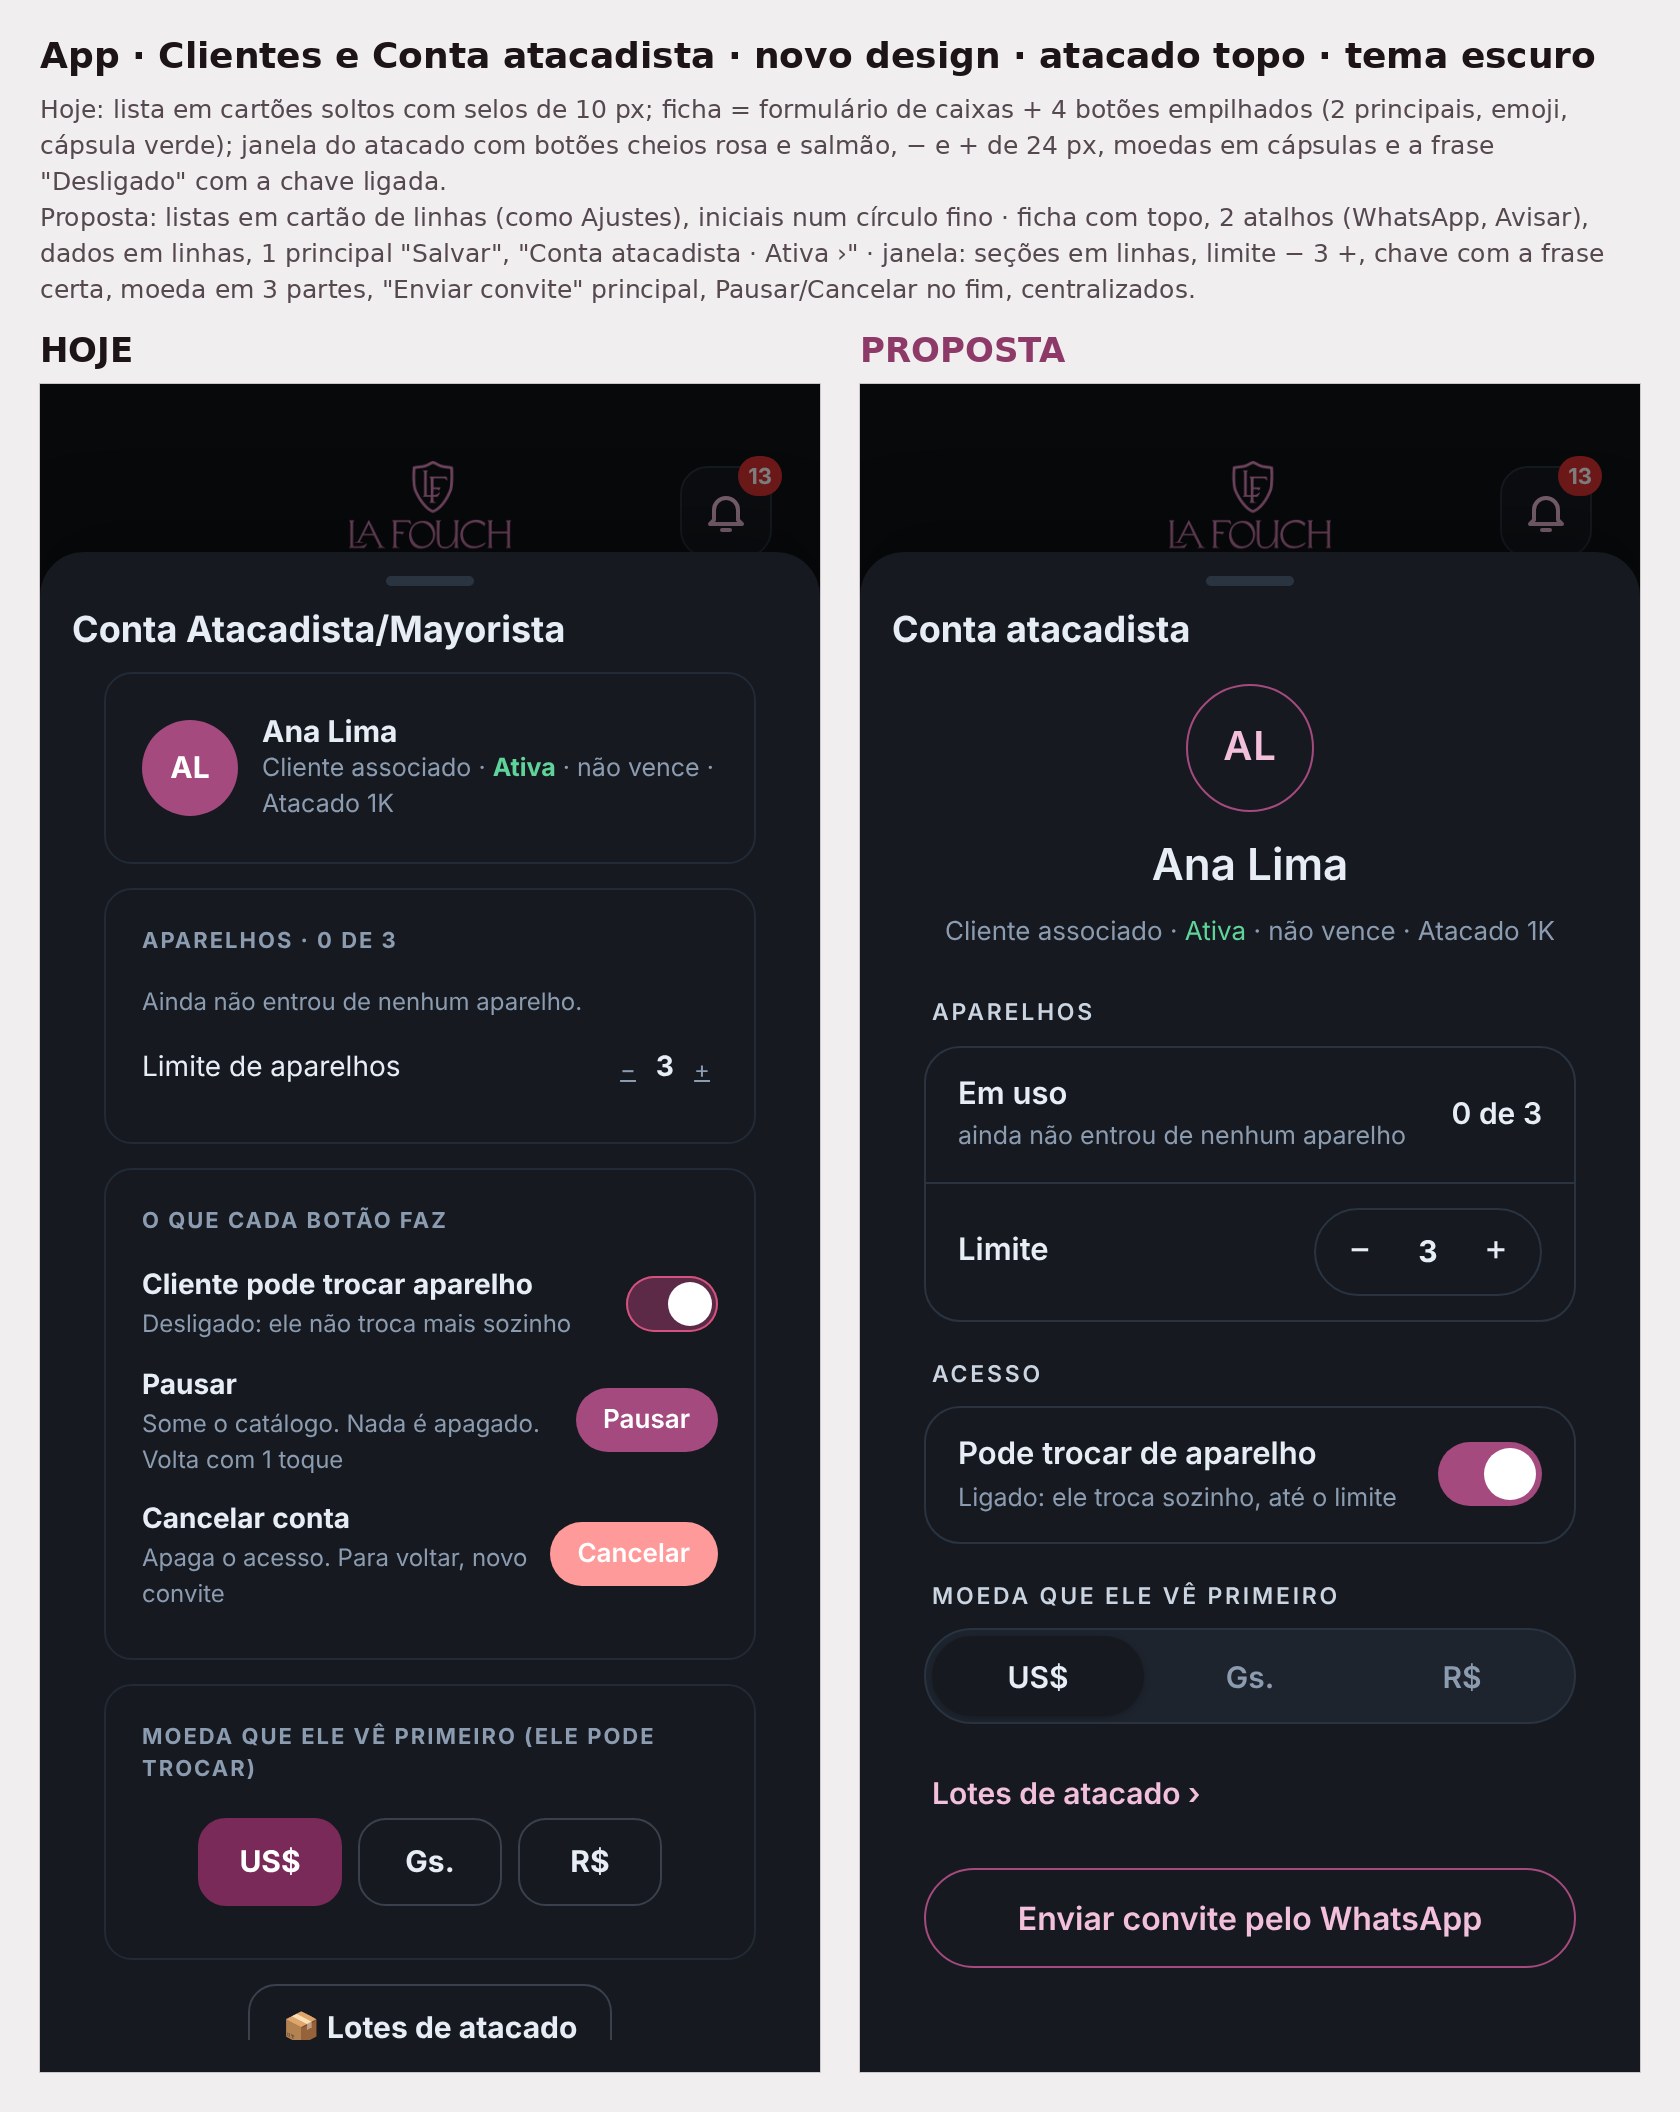 App · Clientes e Conta atacadista · novo design · atacado topo · tema escuro
Hoje: lista em cartões soltos com selos de 10 px; ficha = formulário de caixas + 4 botões empilhados (2 principais, emoji,
cápsula verde); janela do atacado com botões cheios rosa e salmão, − e + de 24 px, moedas em cápsulas e a frase
"Desligado" com a chave ligada.
Proposta: listas em cartão de linhas (como Ajustes), iniciais num círculo fino · ficha com topo, 2 atalhos (WhatsApp, Avisar),
dados em linhas, 1 principal "Salvar", "Conta atacadista · Ativa ›" · janela: seções em linhas, limite − 3 +, chave com a frase
certa, moeda em 3 partes, "Enviar convite" principal, Pausar/Cancelar no fim, centralizados.
HOJE
LF
LA FOUCH
13
Conta Atacadista/Mayorista
AL
Ana Lima
Cliente associado · Ativa · não vence ·
Atacado 1K
APARELHOS · 0 DE 3
Ainda não entrou de nenhum aparelho.
Limite de aparelhos − 3 +
O QUE CADA BOTÃO FAZ
Cliente pode trocar aparelho
Desligado: ele não troca mais sozinho
Pausar
Some o catálogo. Nada é apagado.
Volta com 1 toque
Pausar
Cancelar conta
Apaga o acesso. Para voltar, novo
convite
Cancelar
MOEDA QUE ELE VÊ PRIMEIRO (ELE PODE
TROCAR)
US$ Gs. R$
📦 Lotes de atacado
PROPOSTA
LF
LA FOUCH
13
Conta atacadista
AL
Ana Lima
Cliente associado · Ativa · não vence · Atacado 1K
APARELHOS
Em uso
ainda não entrou de nenhum aparelho
0 de 3
Limite − 3 +
ACESSO
Pode trocar de aparelho
Ligado: ele troca sozinho, até o limite
MOEDA QUE ELE VÊ PRIMEIRO
US$ Gs. R$
Lotes de atacado ›
Enviar convite pelo WhatsApp